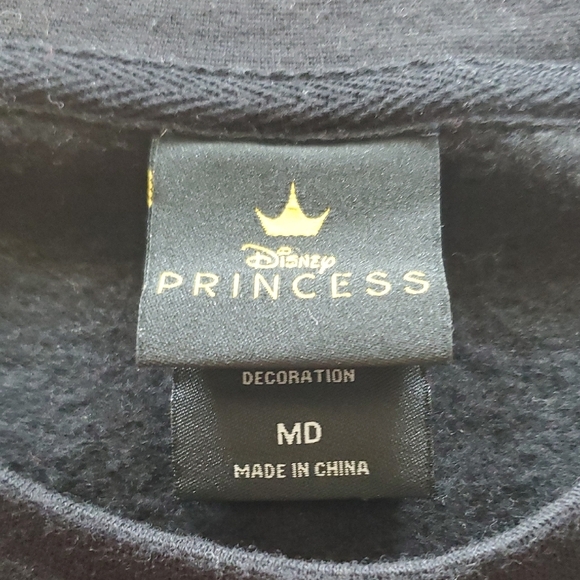 Disney
PRINCESS
DECORATION
MD
MADE IN CHINA